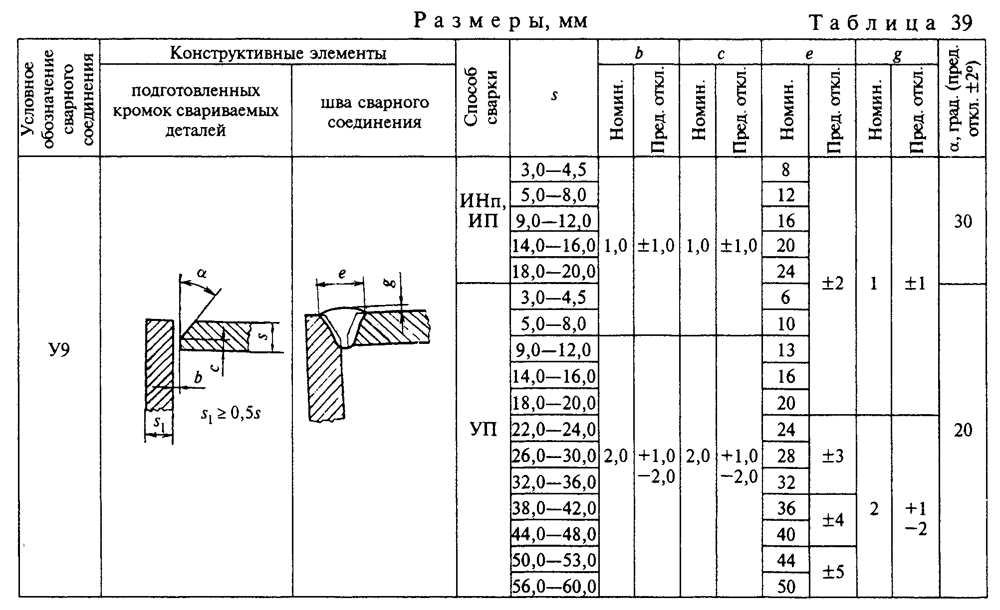 Размеры, мм
Таблица 39
Условное обозначение сварного соединения
Конструктивные элементы
подготовленных
кромок свариваемых
деталей
шва сварного
соединения
Способ сварки
s
b
c
e
g
Номин.
Пред. откл.
Номин.
Пред. откл.
Номин.
Пред. откл.
Номин.
Пред. откл.
α, град. (пред. откл. ±2°)
У9
α
s
c
b
s1
s1 ≥ 0,5s
e
g
ИНп,
ИП
УП
3,0—4,5
5,0—8,0
9,0—12,0
14,0—16,0
18,0—20,0
3,0—4,5
5,0—8,0
9,0—12,0
14,0—16,0
18,0—20,0
22,0—24,0
26,0—30,0
32,0—36,0
38,0—42,0
44,0—48,0
50,0—53,0
56,0—60,0
1,0
±1,0
1,0
±1,0
2,0
+1,0
−2,0
2,0
+1,0
−2,0
8
12
16
20
24
6
10
13
16
20
24
28
32
36
40
44
50
±2
±3
±4
±5
1
±1
2
+1
−2
30
20